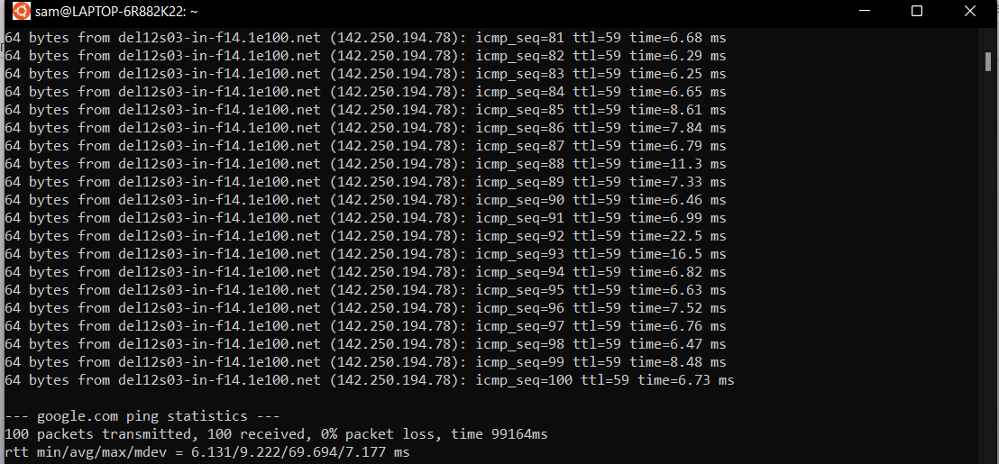 sam@LAPTOP-6R882K22: ~
64 bytes from del12s03-in-f14.1e100.net (142.250.194.78): icmp_seq=81 ttl=59 time=6.68 ms
64 bytes from del12s03-in-f14.1e100.net (142.250.194.78): icmp_seq=82 ttl=59 time=6.29 ms
64 bytes from del12s03-in-f14.1e100.net (142.250.194.78): icmp_seq=83 ttl=59 time=6.25 ms
64 bytes from del12s03-in-f14.1e100.net (142.250.194.78): icmp_seq=84 ttl=59 time=6.65 ms
64 bytes from del12s03-in-f14.1e100.net (142.250.194.78): icmp_seq=85 ttl=59 time=8.61 ms
64 bytes from del12s03-in-f14.1e100.net (142.250.194.78): icmp_seq=86 ttl=59 time=7.84 ms
64 bytes from del12s03-in-f14.1e100.net (142.250.194.78): icmp_seq=87 ttl=59 time=6.79 ms
64 bytes from del12s03-in-f14.1e100.net (142.250.194.78): icmp_seq=88 ttl=59 time=11.3 ms
64 bytes from del12s03-in-f14.1e100.net (142.250.194.78): icmp_seq=89 ttl=59 time=7.33 ms
64 bytes from del12s03-in-f14.1e100.net (142.250.194.78): icmp_seq=90 ttl=59 time=6.46 ms
64 bytes from del12s03-in-f14.1e100.net (142.250.194.78): icmp_seq=91 ttl=59 time=6.99 ms
64 bytes from del12s03-in-f14.1e100.net (142.250.194.78): icmp_seq=92 ttl=59 time=22.5 ms
64 bytes from del12s03-in-f14.1e100.net (142.250.194.78): icmp_seq=93 ttl=59 time=16.5 ms
64 bytes from del12s03-in-f14.1e100.net (142.250.194.78): icmp_seq=94 ttl=59 time=6.82 ms
64 bytes from del12s03-in-f14.1e100.net (142.250.194.78): icmp_seq=95 ttl=59 time=6.63 ms
64 bytes from del12s03-in-f14.1e100.net (142.250.194.78): icmp_seq=96 ttl=59 time=7.52 ms
64 bytes from del12s03-in-f14.1e100.net (142.250.194.78): icmp_seq=97 ttl=59 time=6.76 ms
64 bytes from del12s03-in-f14.1e100.net (142.250.194.78): icmp_seq=98 ttl=59 time=6.47 ms
64 bytes from del12s03-in-f14.1e100.net (142.250.194.78): icmp_seq=99 ttl=59 time=8.48 ms
64 bytes from del12s03-in-f14.1e100.net (142.250.194.78): icmp_seq=100 ttl=59 time=6.73 ms
--- google.com ping statistics ---
100 packets transmitted, 100 received, 0% packet loss, time 99164ms
rtt min/avg/max/mdev = 6.131/9.222/69.694/7.177 ms